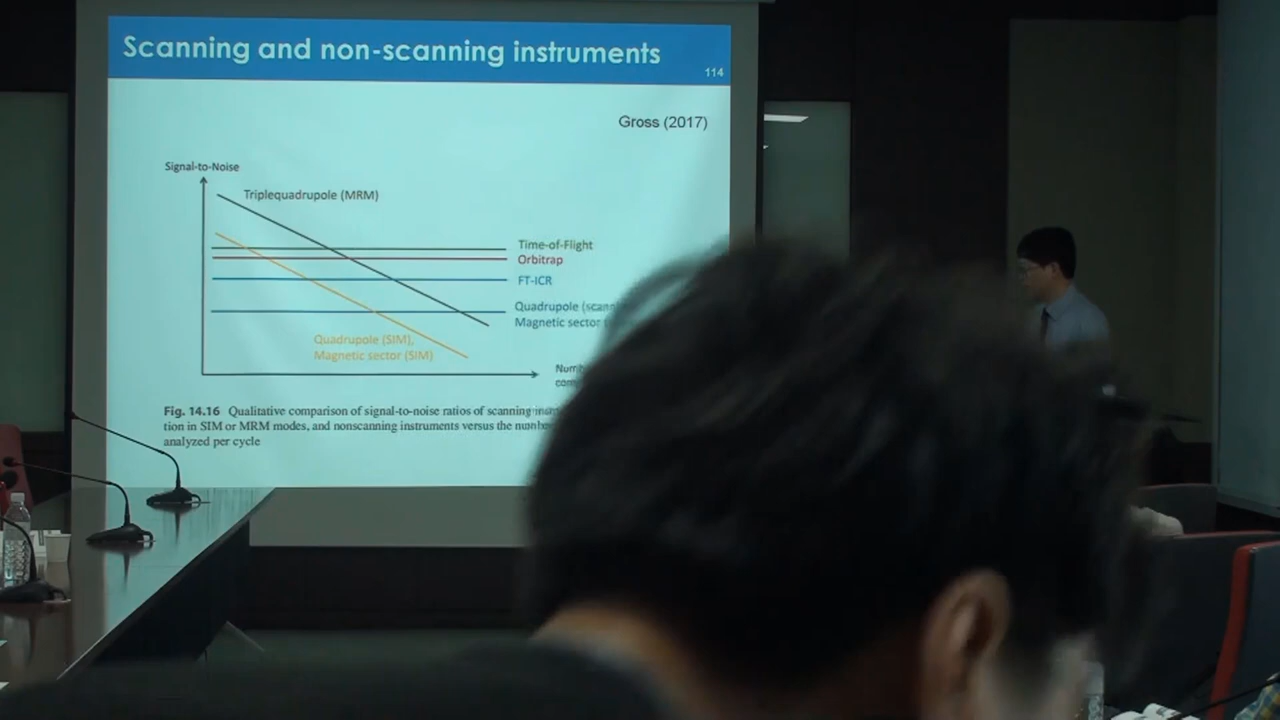 Scanning and non-scanning instruments
114
Gross (2017)
Signal-to-Noise
Triplequadrupole (MRM)
Time-of-Flight
Orbitrap
FT-ICR
Quadrupole
Magnetic sector
Quadrupole (SIM),
Magnetic sector (SIM)
Fig. 14.16 Qualitative comparison of signal-to-noise ratios of scanning
tion in SIM or MRM modes, and nonscanning instruments versus the
analyzed per cycle